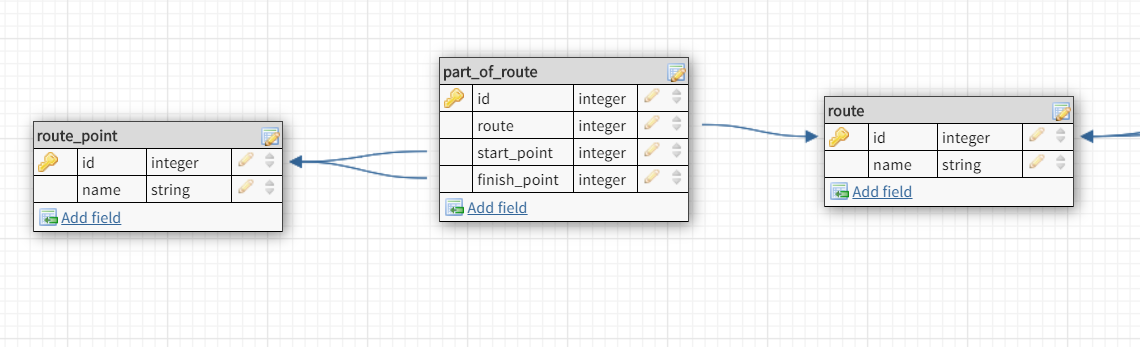 part_of_route
id integer
route integer
start_point integer
finish_point integer
Add field
route_point
id integer
name string
Add field
route
id integer
name string
Add field